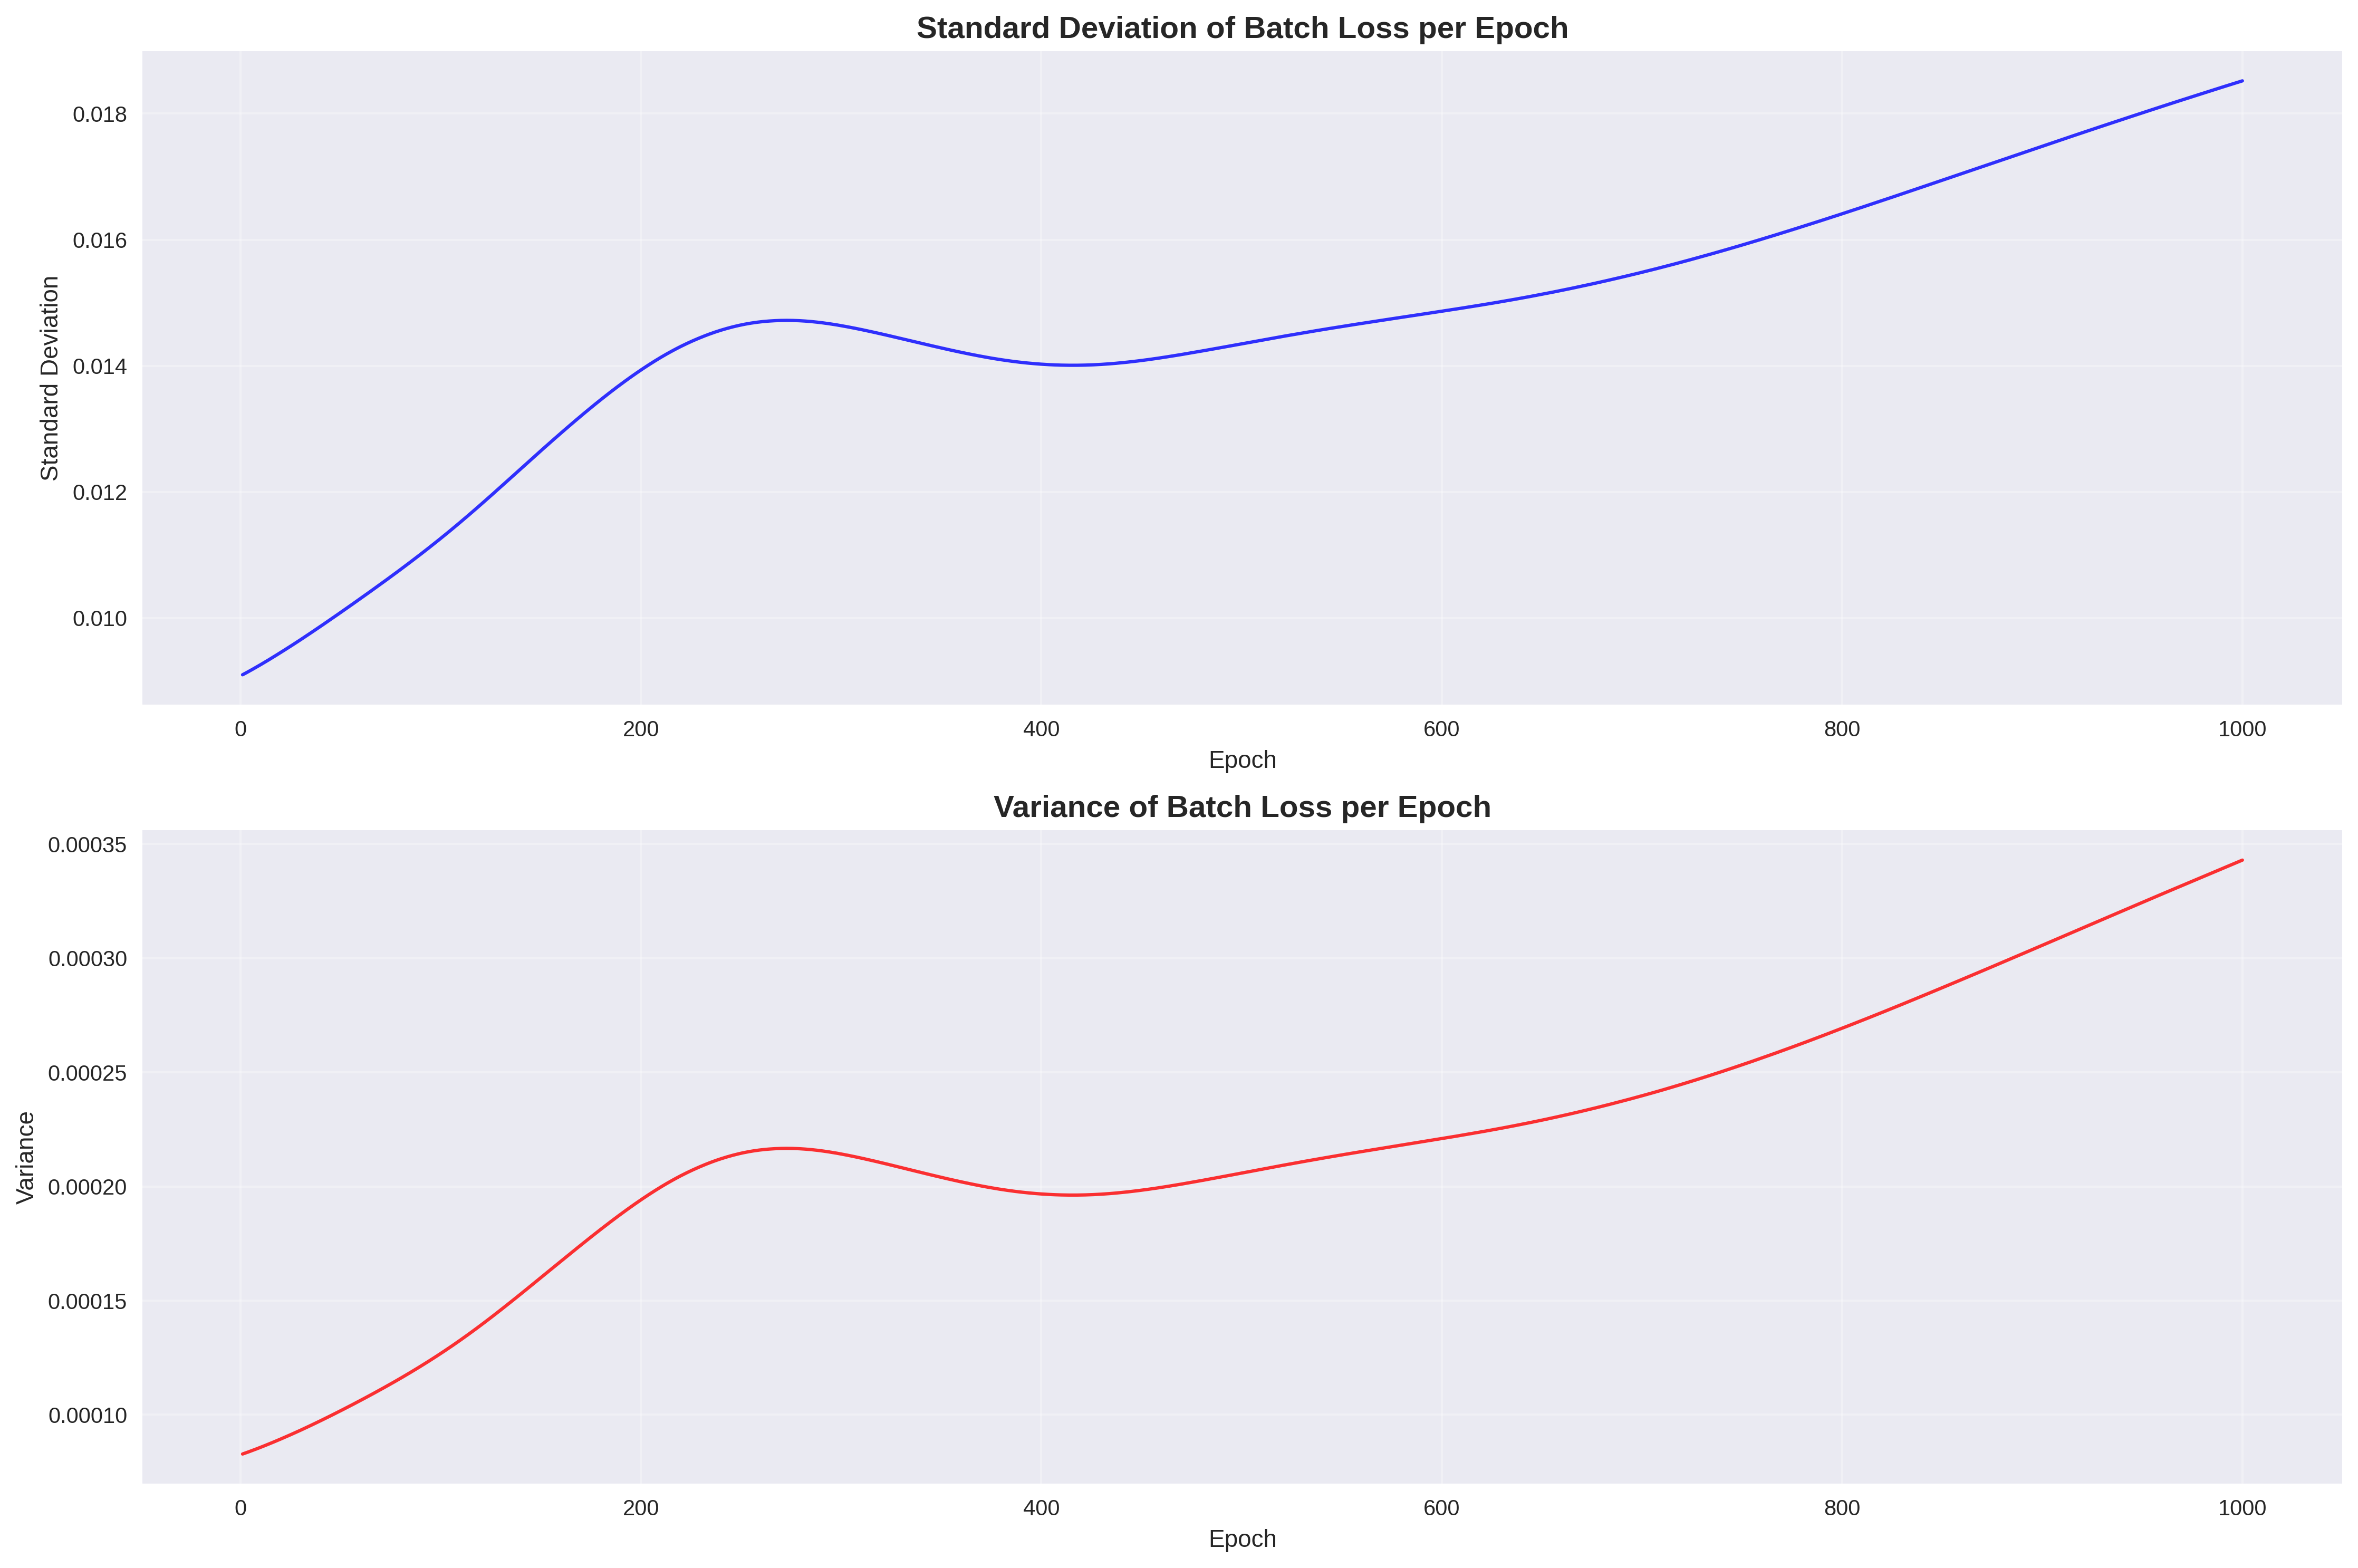 Standard Deviation of Batch Loss per Epoch
0.018
0.016
0.014
0.012
0.010
Standard Deviation
0 200 400 600 800 1000
Epoch
Variance of Batch Loss per Epoch
0.00035
0.00030
0.00025
0.00020
0.00015
0.00010
Variance
0 200 400 600 800 1000
Epoch